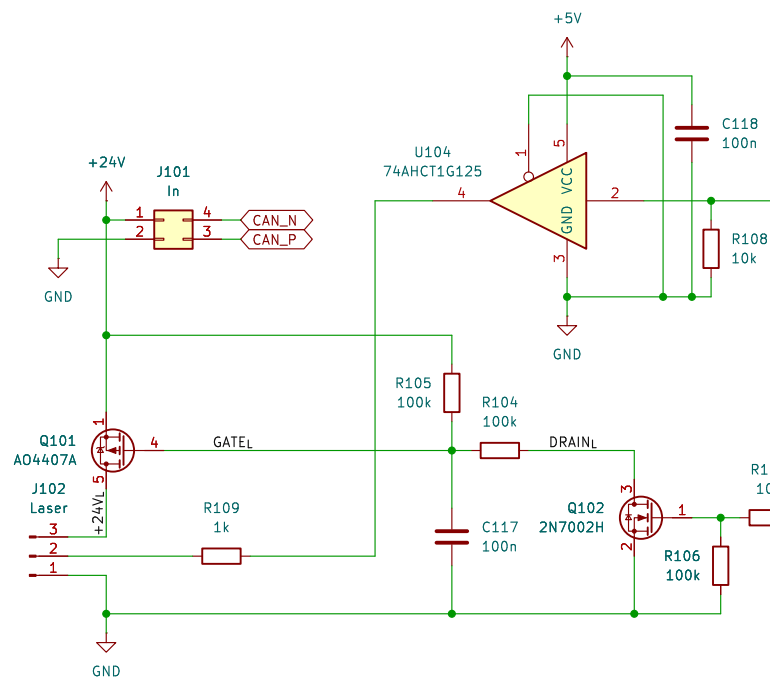 +5V
C118
100n
U104
74AHCT1G125
1
5
VCC
GND
4
2
3
R108
10k
GND
+24V
J101
In
1
4
CAN_N
2
3
CAN_P
GND
R105
100k
R104
100k
Q101
AO4407A
1
4
5
GATEL
DRAINL
J102
Laser
+24VL
3
2
1
R109
1k
C117
100n
Q102
2N7002H
3
1
2
R1
10
R106
100k
GND